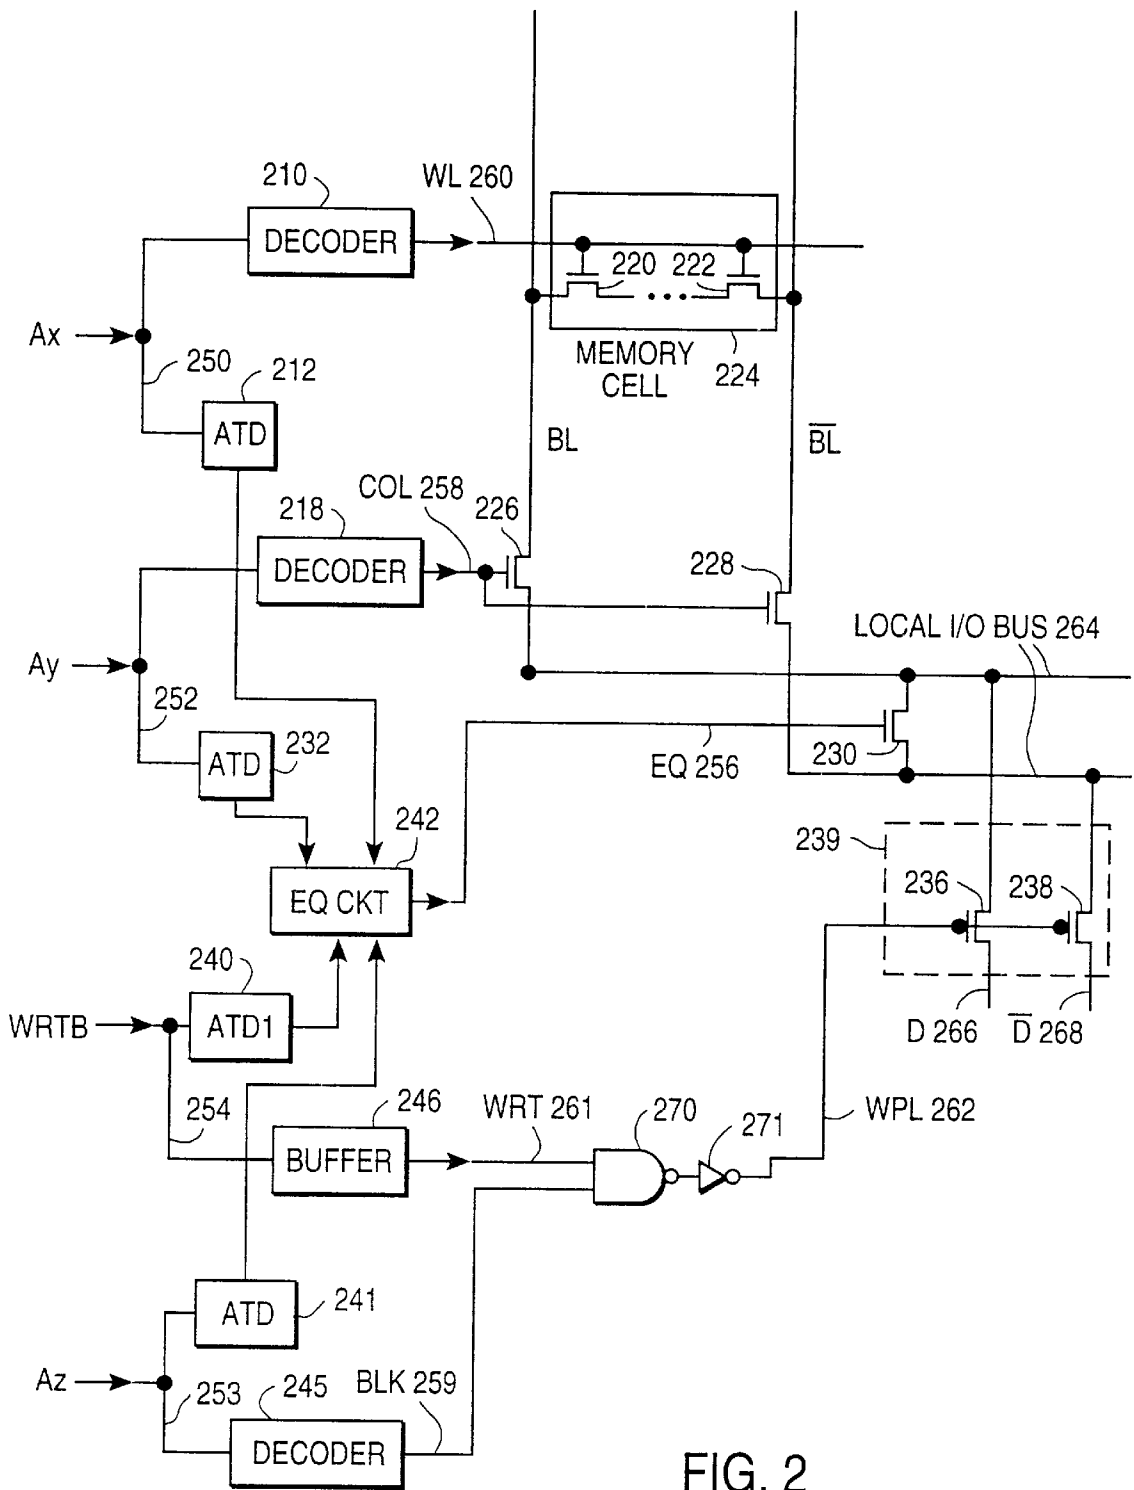 210
WL 260
DECODER
220 222
Ax
250
212
MEMORY
CELL
224
ATD
BL
B̅L̅
COL 258
218
226
DECODER
228
LOCAL I/O BUS 264
Ay
252
232
ATD
EQ 256
230
242
239
EQ CKT
236
238
240
WRTB
ATD1
D 266
D̅ 268
254
246
WRT 261
270
271
WPL 262
BUFFER
ATD
241
Az
253
245
BLK 259
DECODER
FIG. 2